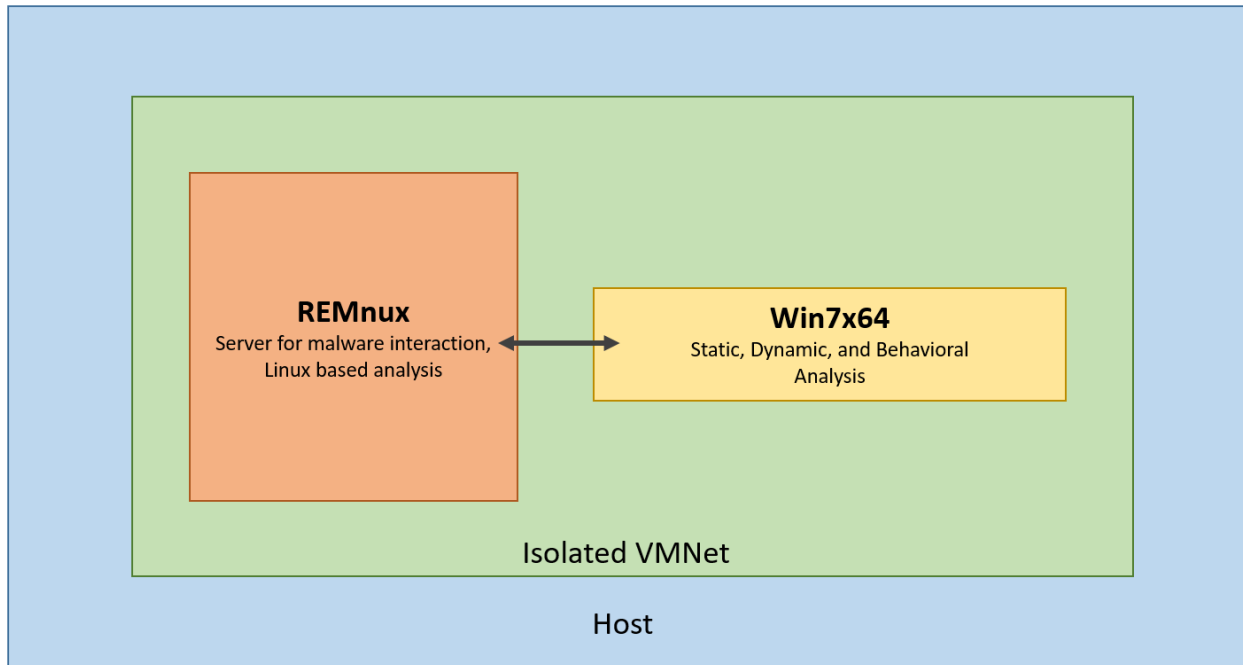 REMnux
Server for malware interaction,
Linux based analysis
Win7x64
Static, Dynamic, and Behavioral
Analysis
Isolated VMNet
Host